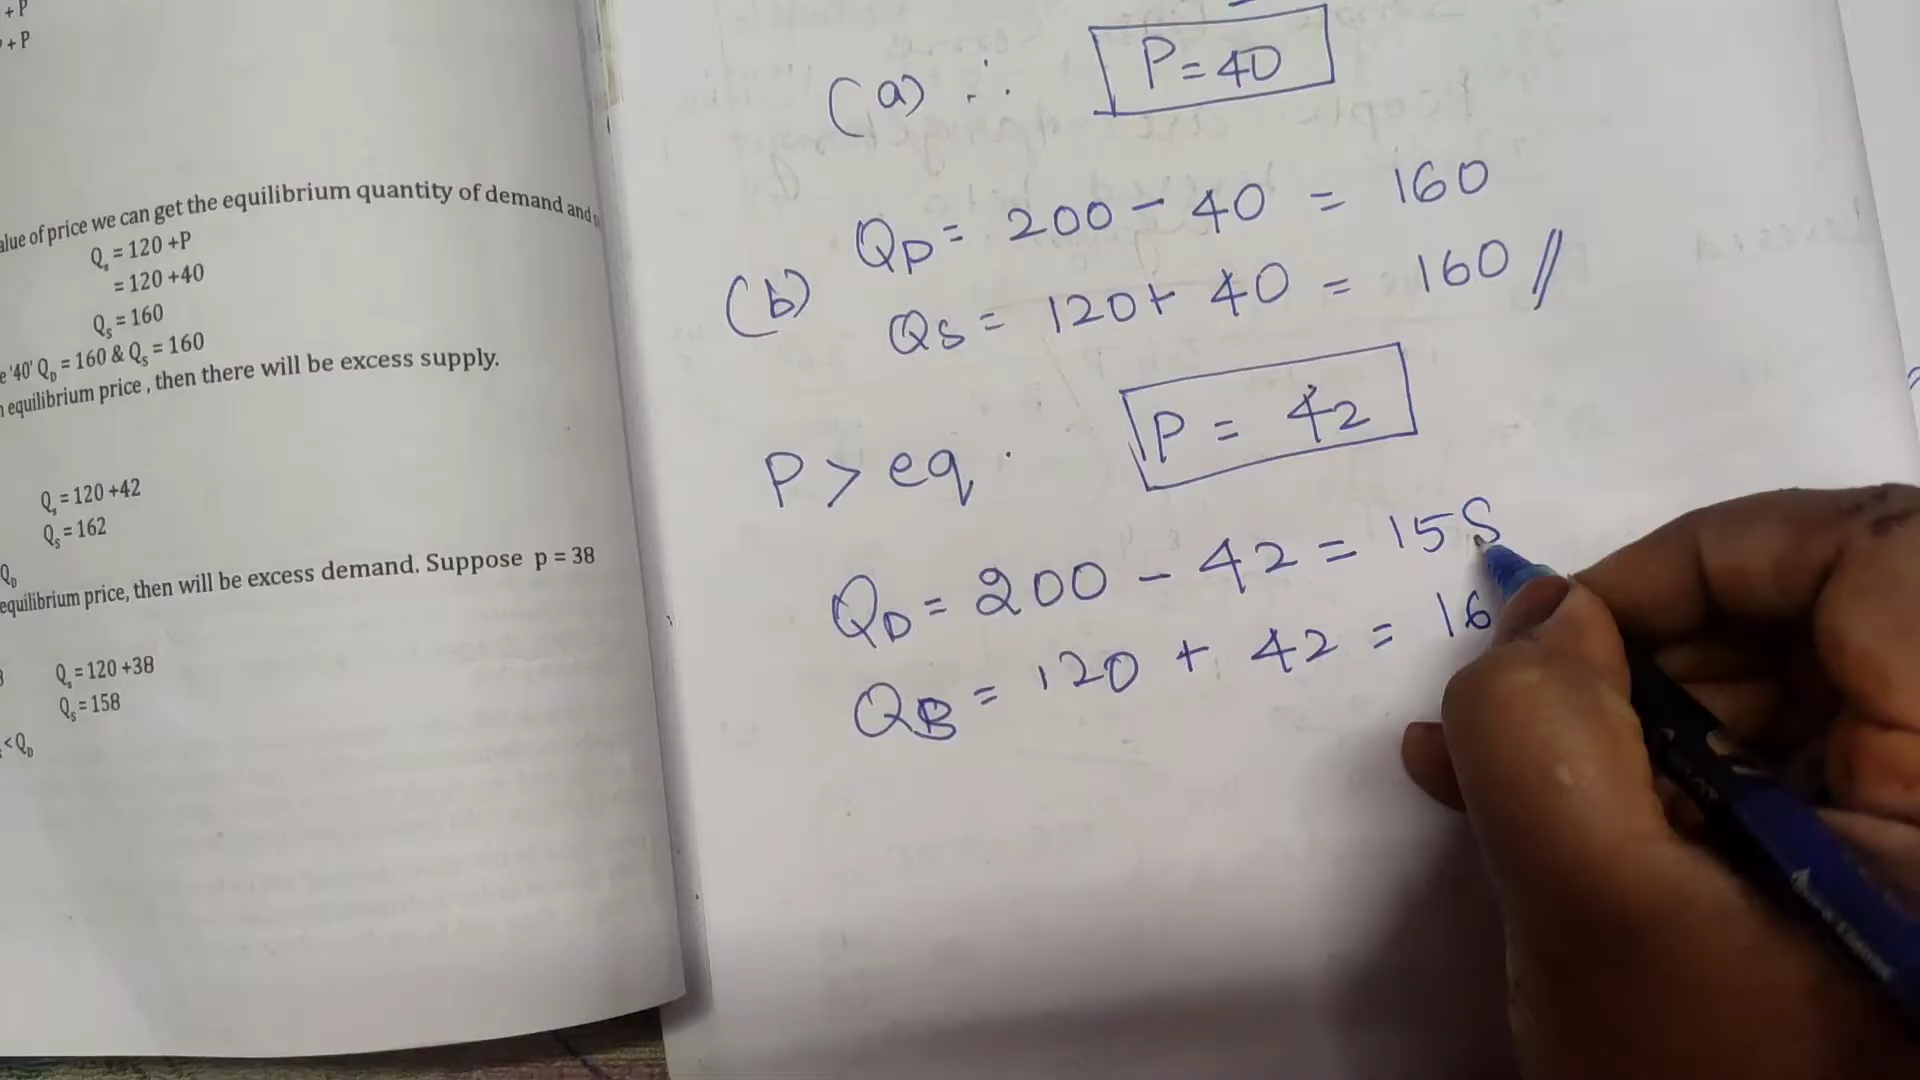 + P
+ P
alue of price we can get the equilibrium quantity of demand and
Qs = 120 +P
= 120 +40
Qs = 160
e '40' QD = 160 & Qs = 160
equilibrium price , then there will be excess supply.
Qs = 120 +42
Qs = 162
QD
equilibrium price, then will be excess demand. Suppose p = 38
Qs = 120 +38
Qs = 158
< QD
(a) ∴ P = 40
QD = 200 - 40 = 160
(b) QS = 120 + 40 = 160 //
P > eq. P = 42
QD = 200 - 42 = 158
QB = 120 + 42 = 16